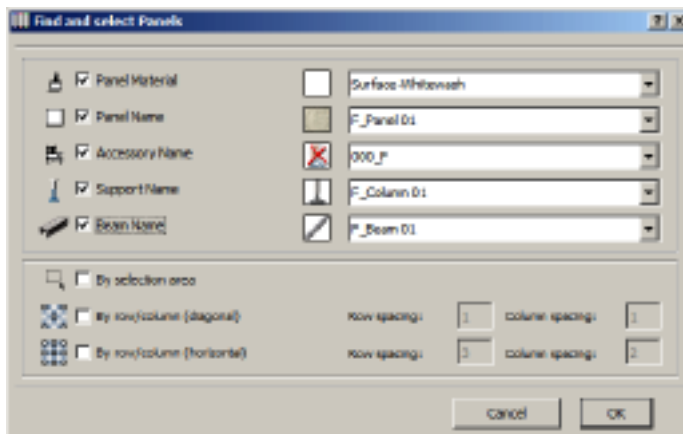 Find and select Panels
Panel Material Surface-Whitewash
Panel Name F_Panel 01
Accessory Name 000_F
Support Name F_Column 01
Beam Name F_Beam 01
By selection area
By row/column (diagonal) Row spacing: 1 Column spacing: 1
By row/column (horizontal) Row spacing: 3 Column spacing: 2
Cancel OK